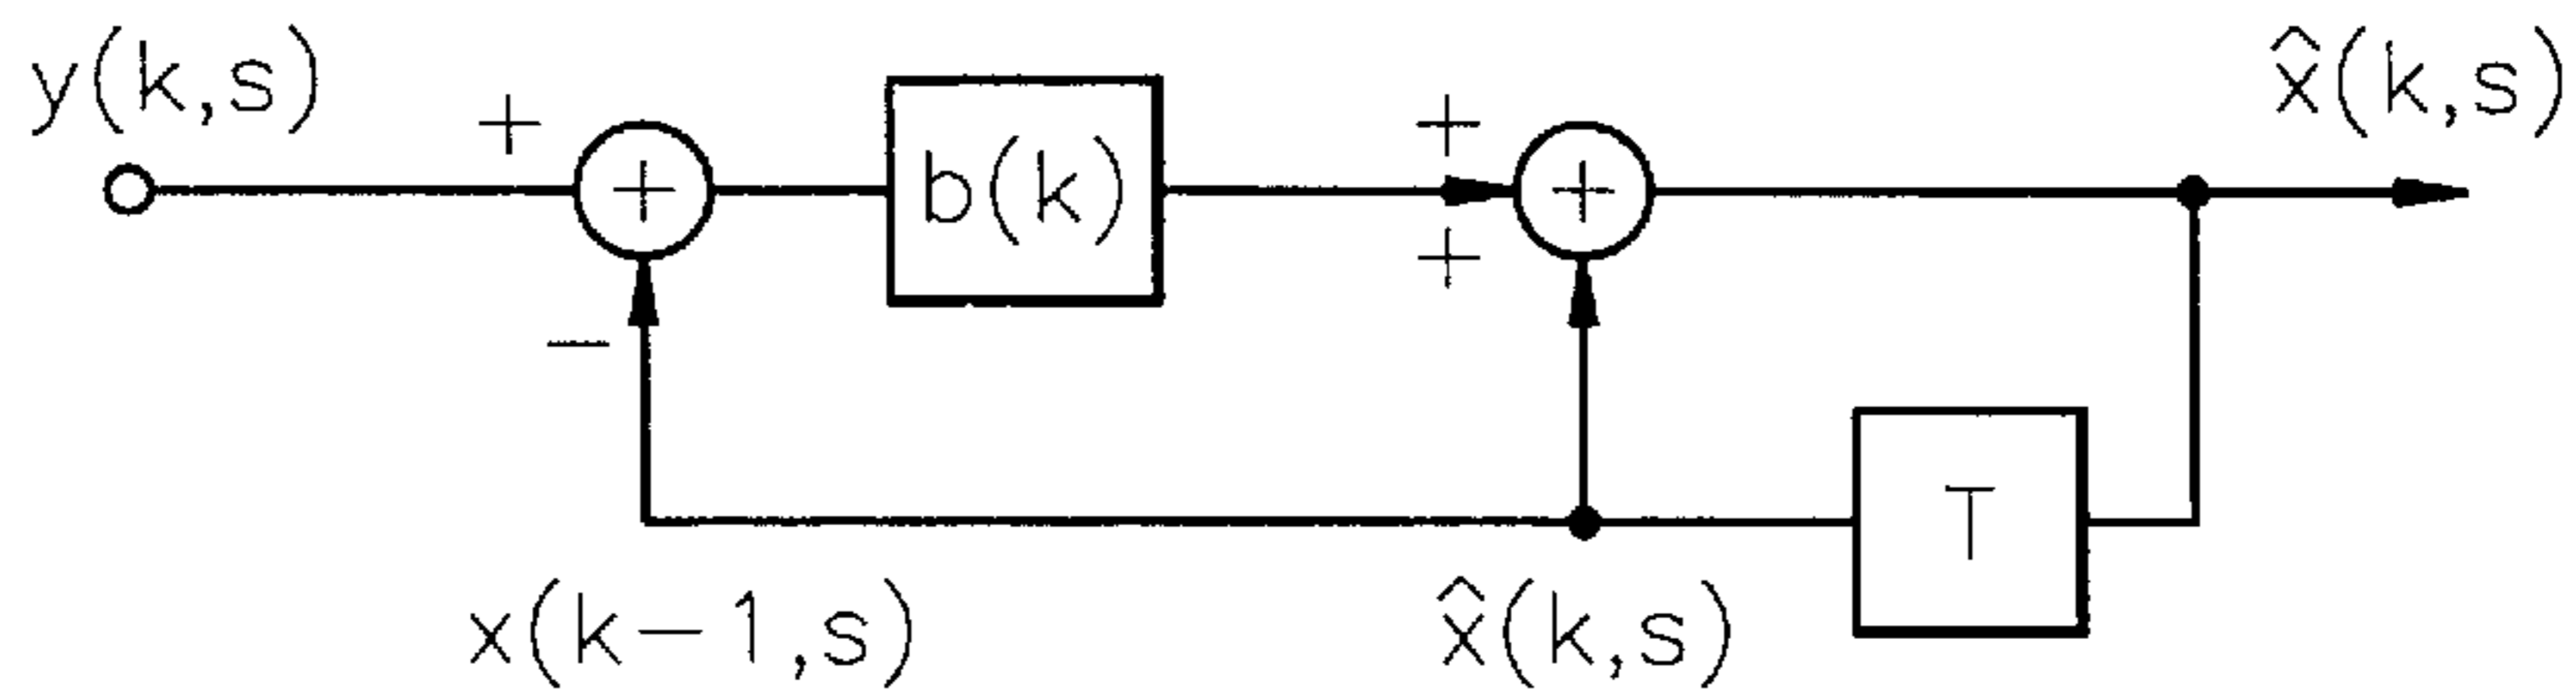 y(k,s)
+
+
b(k)
+
+
+
x̂(k,s)
−
T
x(k−1,s)
x̂(k,s)